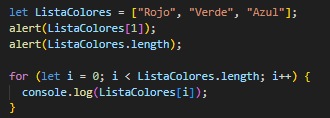 let ListaColores = ["Rojo", "Verde", "Azul"];
alert(ListaColores[1]);
alert(ListaColores.length);
for (let i = 0; i < ListaColores.length; i++) {
  console.log(ListaColores[i]);
}